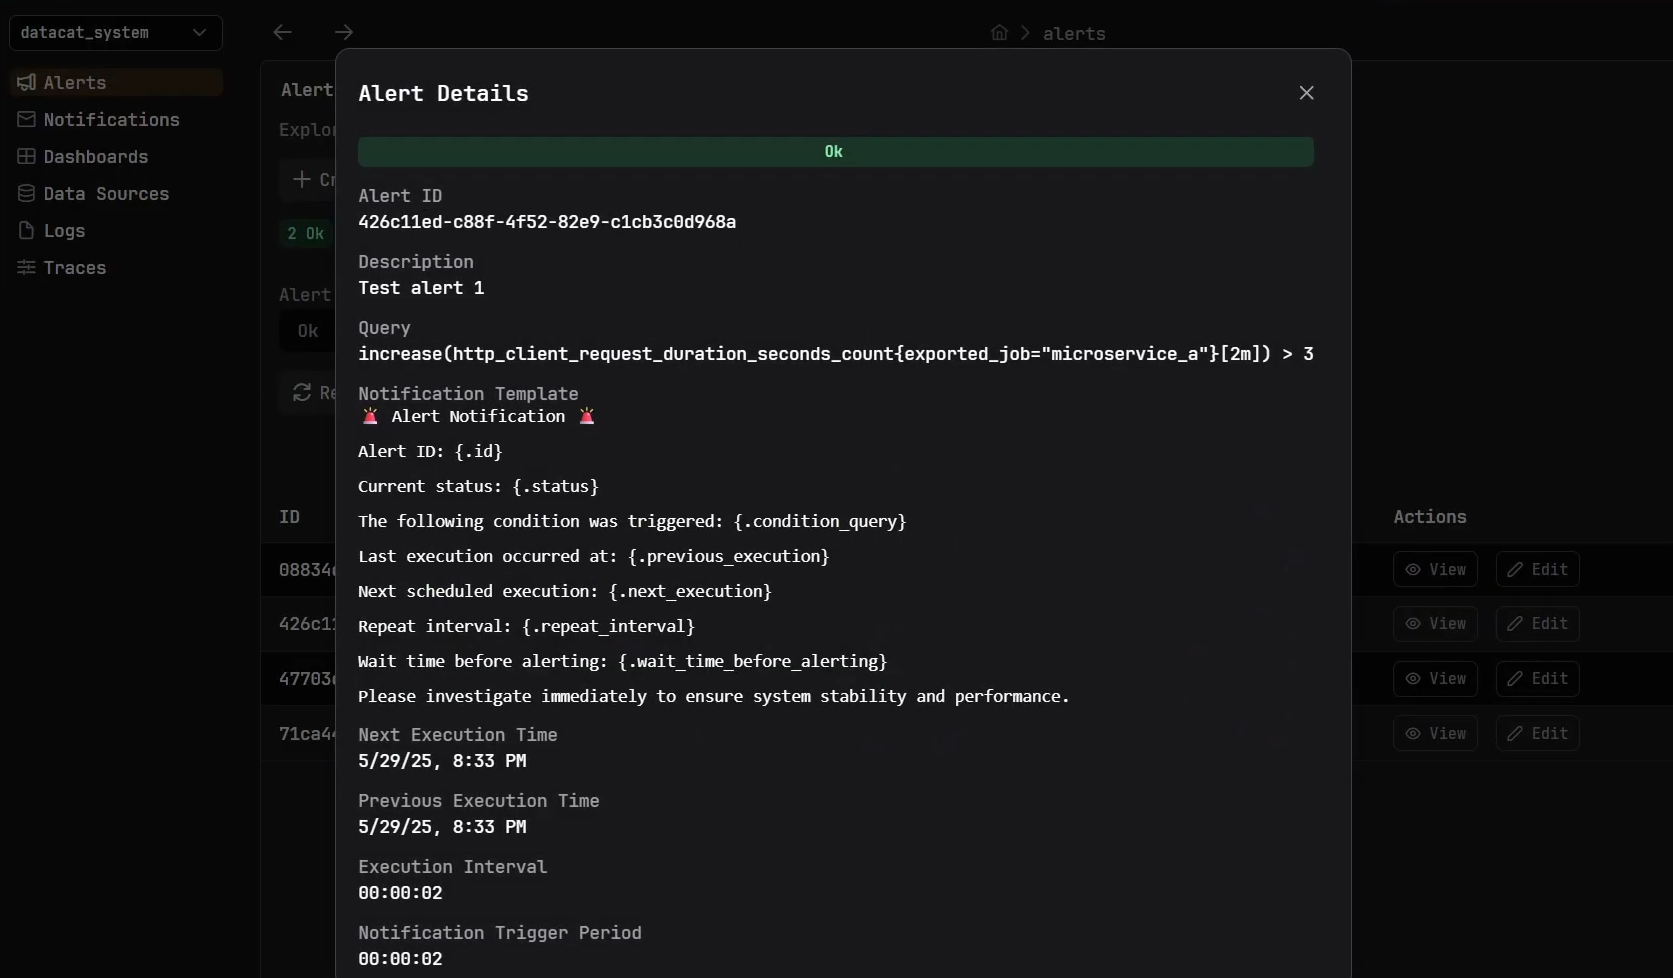 datacat_system
alerts
Alerts
Notifications
Dashboards
Data Sources
Logs
Traces
Alert
2 Ok
Alert
Ok
ID
Actions
View Edit
View Edit
View Edit
View Edit
Alert Details
Ok
Alert ID
426c11ed-c88f-4f52-82e9-c1cb3c0d968a
Description
Test alert 1
Query
increase(http_client_request_duration_seconds_count{exported_job="microservice_a"}[2m]) > 3
Notification Template
🚨 Alert Notification 🚨
Alert ID: {.id}
Current status: {.status}
The following condition was triggered: {.condition_query}
Last execution occurred at: {.previous_execution}
Next scheduled execution: {.next_execution}
Repeat interval: {.repeat_interval}
Wait time before alerting: {.wait_time_before_alerting}
Please investigate immediately to ensure system stability and performance.
Next Execution Time
5/29/25, 8:33 PM
Previous Execution Time
5/29/25, 8:33 PM
Execution Interval
00:00:02
Notification Trigger Period
00:00:02